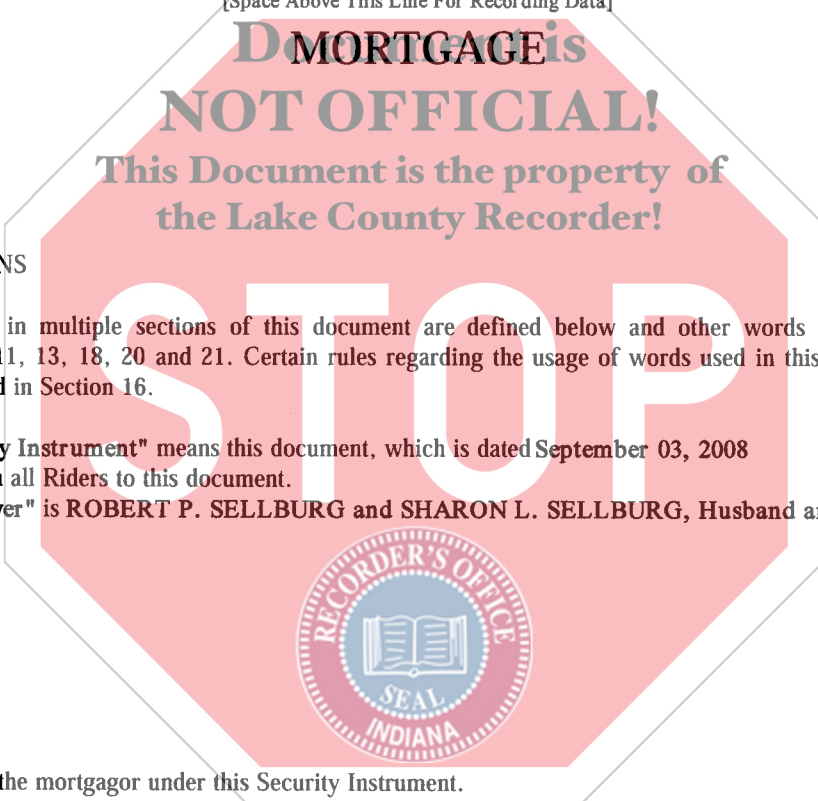 [Space Above This Line For Recording Data]
Document is
MORTGAGE
NOT OFFICIAL!
This Document is the property of
the Lake County Recorder!
NS
in multiple sections of this document are defined below and other words
11, 13, 18, 20 and 21. Certain rules regarding the usage of words used in this
in Section 16.
y Instrument" means this document, which is dated September 03, 2008
all Riders to this document.
er" is ROBERT P. SELLBURG and SHARON L. SELLBURG, Husband a
STOP
RECORDER'S OFFICE
SEAL
INDIANA
the mortgagor under this Security Instrument.